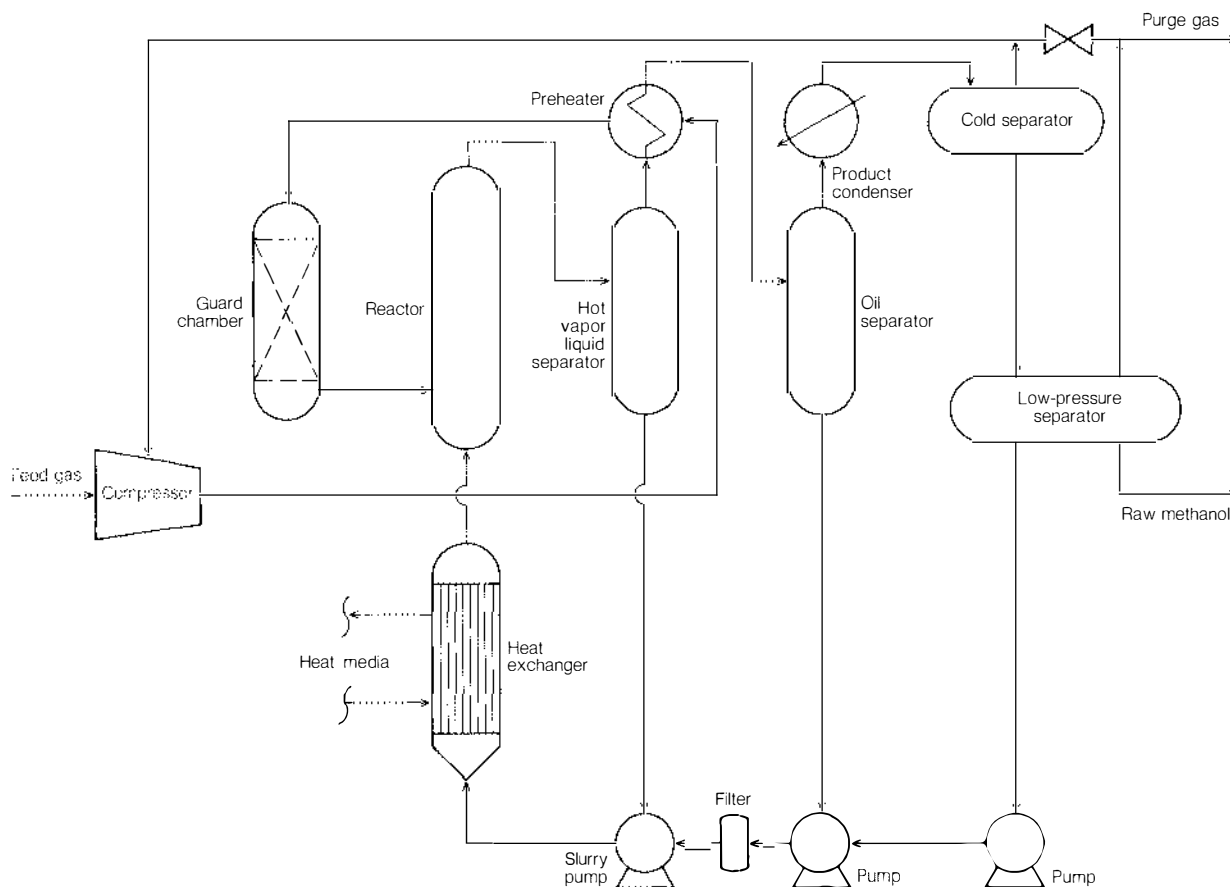 Purge gas
Preheater
Cold separator
Product
condenser
Guard
chamber
Reactor
Hot
vapor
liquid
separator
Oil
separator
Low-pressure
separator
Feed gas
Compressor
Raw methanol
Heat media
Heat
exchanger
Filter
Slurry
pump
Pump
Pump